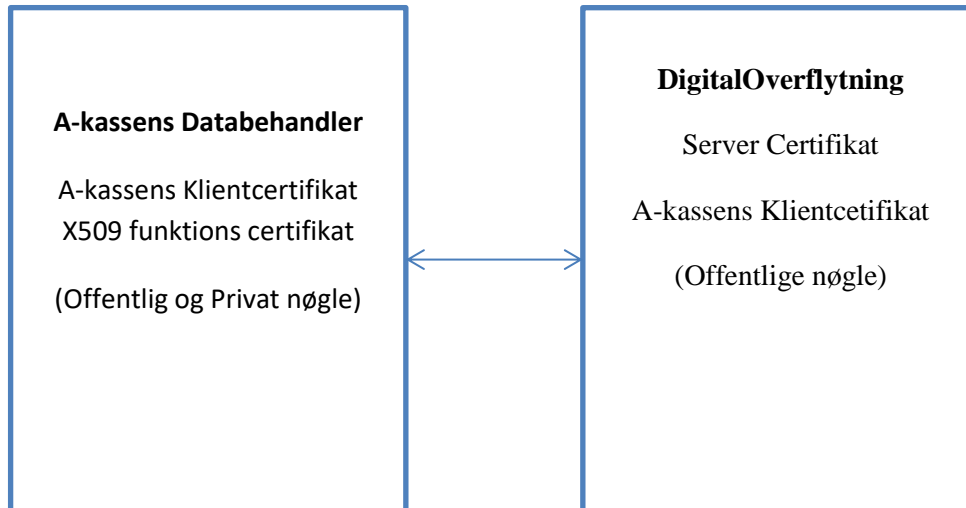 A-kassens Databehandler
A-kassens Klientcertifikat
X509 funktions certifikat
(Offentlig og Privat nøgle)
DigitalOverflytning
Server Certifikat
A-kassens Klientcetifikat
(Offentlige nøgle)